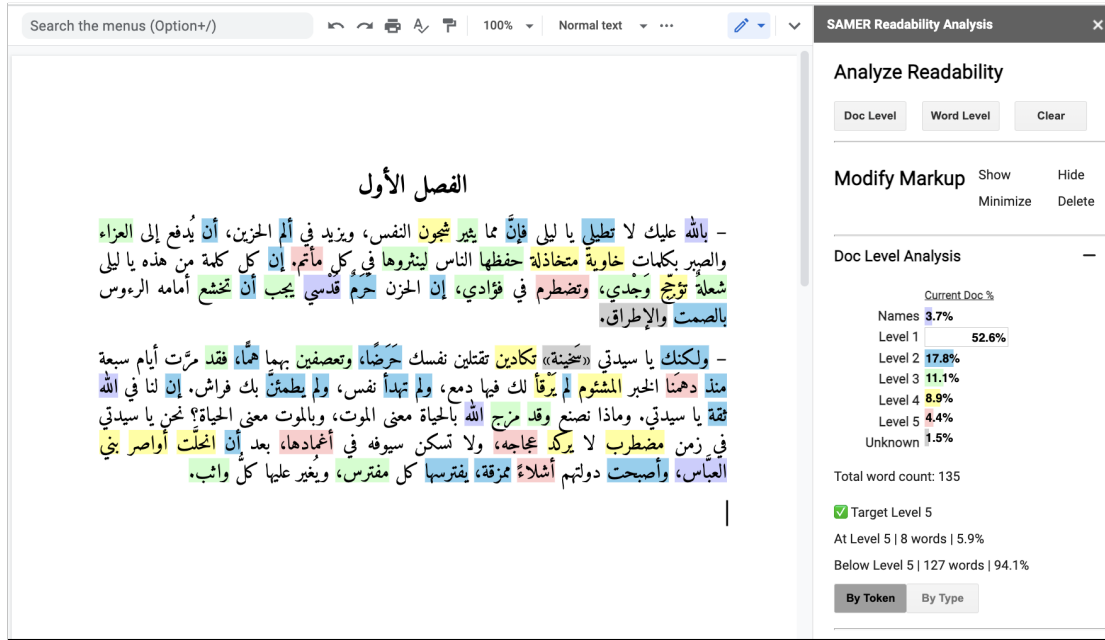 Search the menus (Option+/)
100%
Normal text
SAMER Readability Analysis
×
الفصل الأول
– بالله عليك لا تطيلي يا ليلى فإنَّ مما يثير شجون النفس، ويزيد في ألم الحزين، أن يُدفع إلى العزاء
والصبر بكلمات خاوية متخاذلة حفظها الناس لينثروها في كل مأتم. إن كل كلمة من هذه يا ليلى
شعلةٌ تؤجِّج وَجْدي، وتضطرم في فؤادي، إن الحزن حَرَمٌ قُدْسي يجب أن تخشع أمامه الرءوس
بالصمت والإطراق.
– ولكنك يا سيدتي «سَخينة» تكادين تقتلين نفسك حَرَضًا، وتعصفين بهما همًّا، فقد مرَّت أيام سبعة
منذ دهمَنا الخبر المشئوم لم يَرْقأ لك فيها دمع، ولم تهدأ نفس، ولم يطمئنَّ بك فراش. إن لنا في الله
ثقة يا سيدتي. وماذا نصنع وقد مزج الله بالحياة معنى الموت، وبالموت معنى الحياة؟ نحن يا سيدتي
في زمن مضطرب لا يركد عجاجه، ولا تسكن سيوفه في أغمادها، بعد أن انحلَّت أواصر بني
العبَّاس، وأصبحت دولتهم أشلاءً ممزقة، يفترسها كل مفترس، ويُغير عليها كلُّ واثب.
Analyze Readability
Doc Level
Word Level
Clear
Modify Markup
Show
Hide
Minimize
Delete
Doc Level Analysis
Current Doc %
Names 3.7%
Level 1 52.6%
Level 2 17.8%
Level 3 11.1%
Level 4 8.9%
Level 5 4.4%
Unknown 1.5%
Total word count: 135
✅ Target Level 5
At Level 5 | 8 words | 5.9%
Below Level 5 | 127 words | 94.1%
By Token
By Type